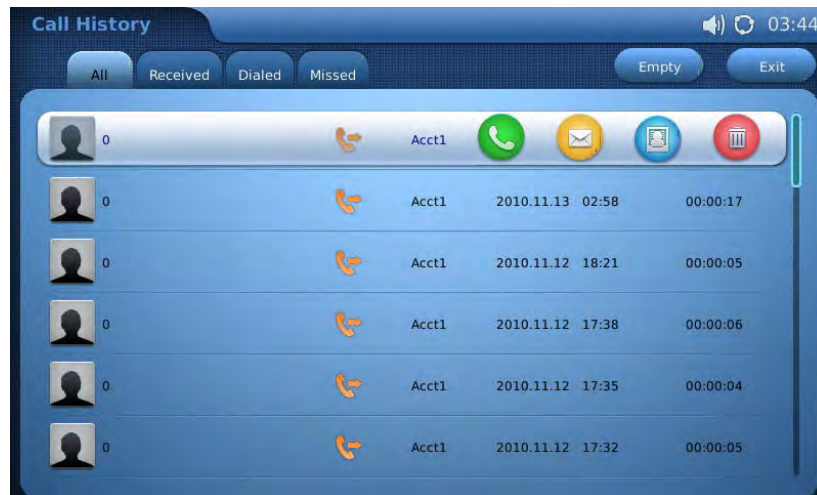 Call History 03:44
All Received Dialed Missed Empty Exit
0 Acct1
0 Acct1 2010.11.13 02:58 00:00:17
0 Acct1 2010.11.12 18:21 00:00:05
0 Acct1 2010.11.12 17:38 00:00:06
0 Acct1 2010.11.12 17:35 00:00:04
0 Acct1 2010.11.12 17:32 00:00:05